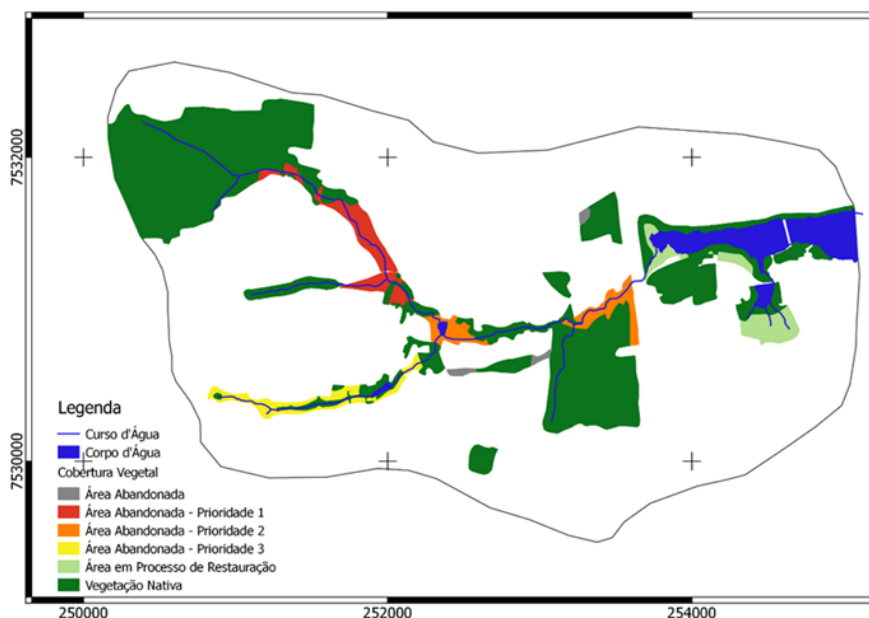 7532000
7530000
Legenda
Curso d'Água
Corpo d'Água
Cobertura Vegetal
Área Abandonada
Área Abandonada - Prioridade 1
Área Abandonada - Prioridade 2
Área Abandonada - Prioridade 3
Área em Processo de Restauração
Vegetação Nativa
250000 252000 254000